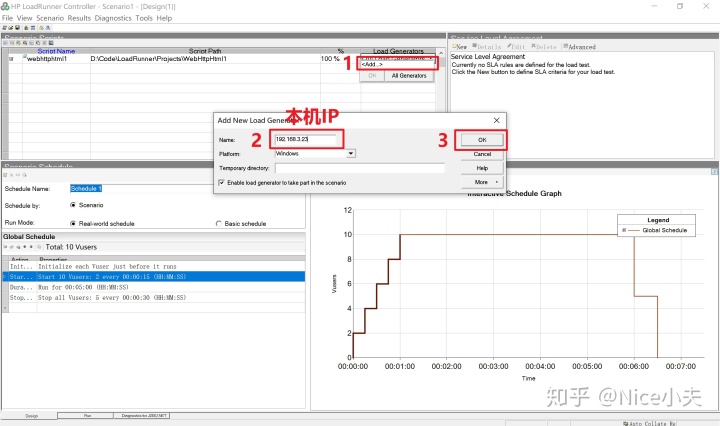 HP LoadRunner Controller - Scenario1 - [Design(1)]
File View Scenario Results Diagnostics Tools Help
Scenario Scripts
Service Level Agreement
Script Name Script Path % Load Generators
webhttphtml1 D:\Code\LoadRunner\Projects\WebHttpHtml1 100 %
1 <Add...>
OK All Generators
New Details Edit Delete Advanced
Service Level Agreement
Currently no SLA rules are defined for the load test.
Click the New button to define SLA criteria for your load test.
本机IP
Add New Load Generator
Name: 2 192.168.3.23 3 OK
Platform: Windows Cancel
Temporary directory: Help
Enable load generator to take part in the scenario More
Scenario Schedule
Schedule Name: Schedule 1
Schedule by: Scenario
Run Mode: Real-world schedule Basic schedule
Global Schedule
Total: 10 Vusers
Action Properties
Init... Initialize each Vuser just before it runs
Star... Start 10 Vusers: 2 every 00:00:15 (HH:MM:SS)
Dura... Run for 00:05:00 (HH:MM:SS)
Stop... Stop all Vusers: 5 every 00:00:30 (HH:MM:SS)
Interactive Schedule Graph
Legend
Global Schedule
Vusers
12
10
8
6
4
2
0
00:00:00 00:01:00 00:02:00 00:03:00 00:04:00 00:05:00 00:06:00 00:07:00
Time
知乎 @Nice小夫
Design Run Diagnostics for J2EE/.NET
Auto Collate Re